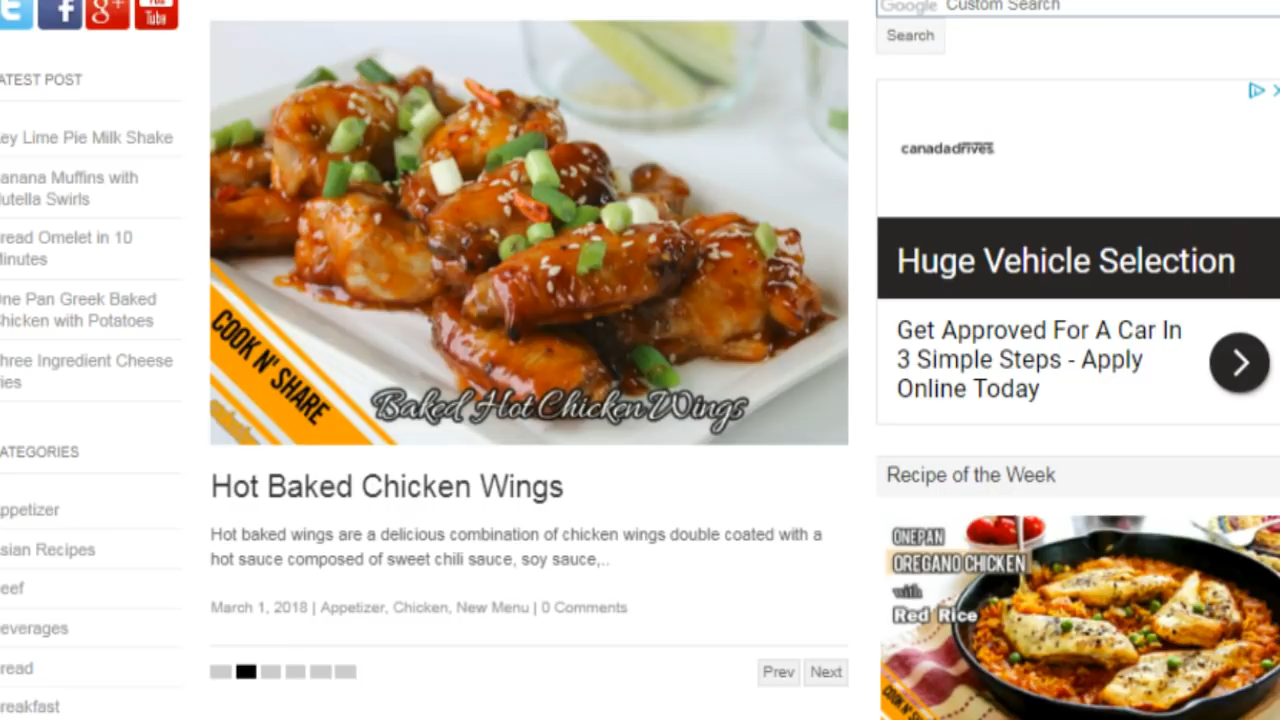 You
Tube
Google Custom Search
Search
ATEST POST
ey Lime Pie Milk Shake
anana Muffins with
utella Swirls
read Omelet in 10
inutes
ne Pan Greek Baked
hicken with Potatoes
hree Ingredient Cheese
ies
ATEGORIES
ppetizer
sian Recipes
eef
everages
read
reakfast
COOK N' SHARE
Baked Hot Chicken Wings
Hot Baked Chicken Wings
Hot baked wings are a delicious combination of chicken wings double coated with a
hot sauce composed of sweet chili sauce, soy sauce,..
March 1, 2018 | Appetizer, Chicken, New Menu | 0 Comments
Prev Next
canadadrives
Huge Vehicle Selection
Get Approved For A Car In
3 Simple Steps - Apply
Online Today
Recipe of the Week
ONEPAN
OREGANO CHICKEN
with
Red Rice
COOK N' S